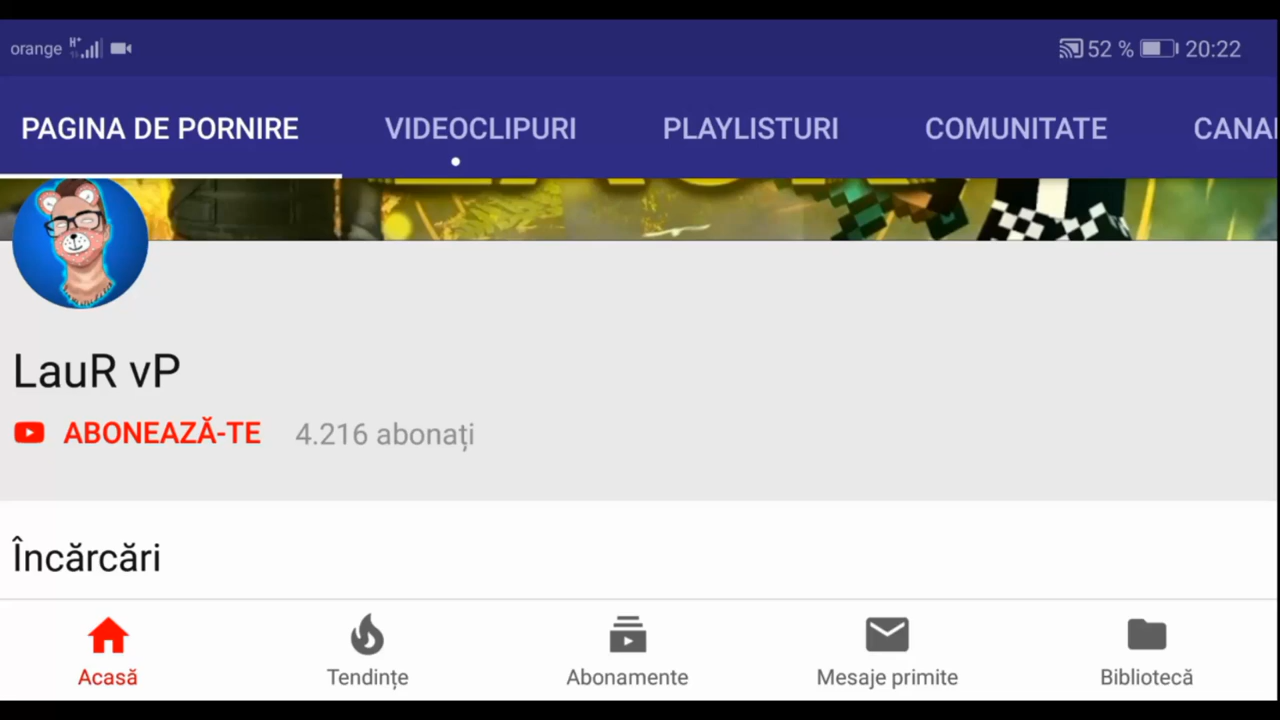 orange H+ 52 % 20:22
PAGINA DE PORNIRE VIDEOCLIPURI PLAYLISTURI COMUNITATE CANAL
LauR vP
ABONEAZĂ-TE 4.216 abonați
Încărcări
Acasă Tendințe Abonamente Mesaje primite Bibliotecă